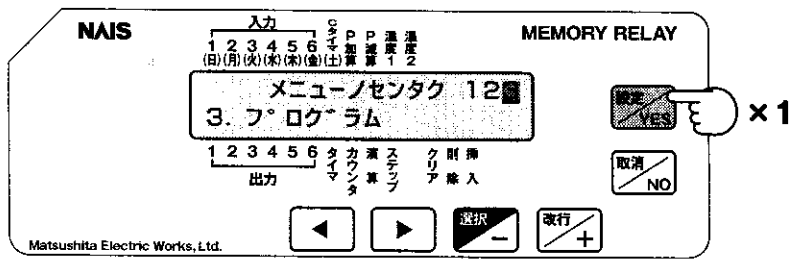 NAIS
MEMORY RELAY
入力
Cタイマ
P加算
P減算
温度1
温度2
1 2 3 4 5 6
(日)(月)(火)(水)(木)(金)(土)
メニューノセンタク 123
3. プログラム
1 2 3 4 5 6
出力
タイマ
カウンタ
演算
ステップ
クリア
削除
挿入
設定/YES
×1
取消/NO
◀
▶
選択/−
改行/+
Matsushita Electric Works, Ltd.